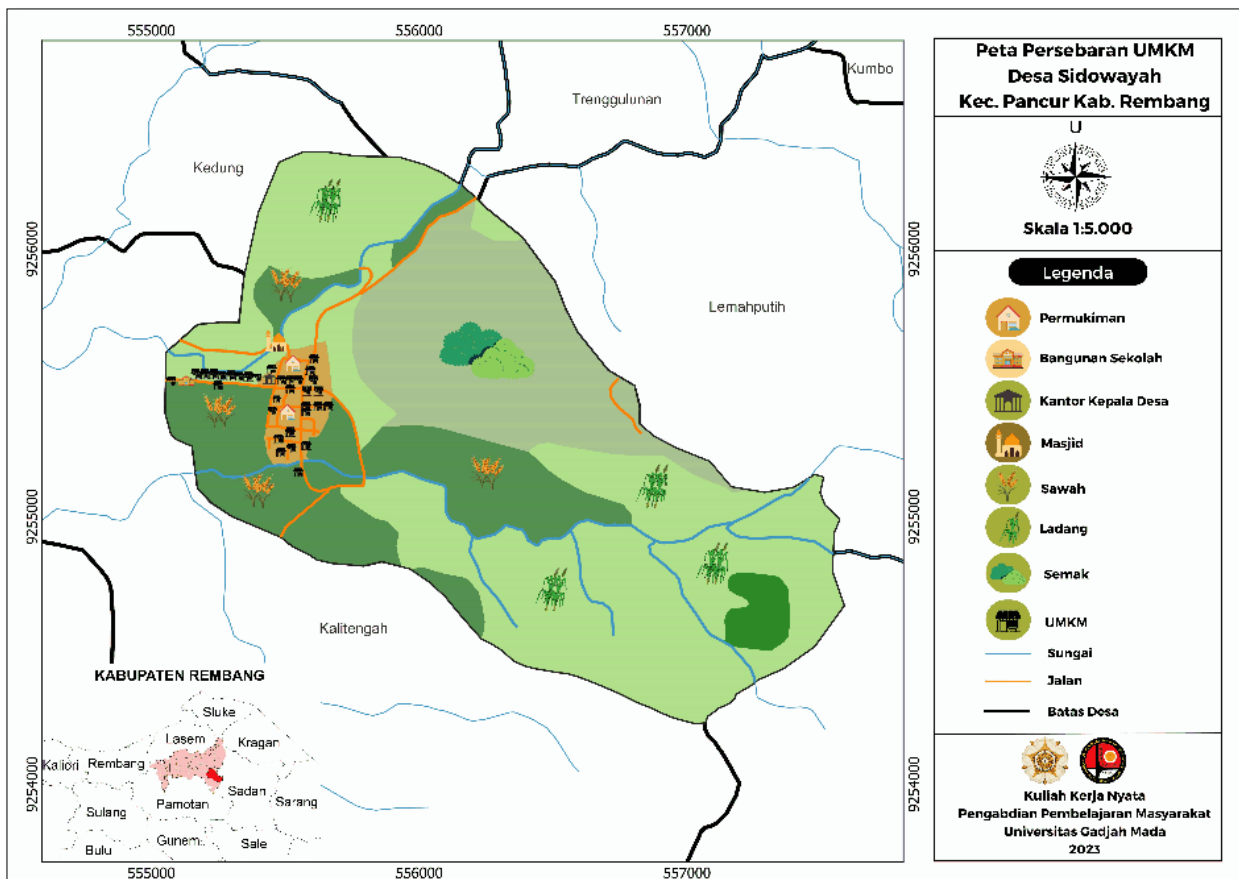 555000
556000
557000
Peta Persebaran UMKM
Desa Sidowayah
Kec. Pancur Kab. Rembang
U
Skala 1:5.000
Legenda
Permukiman
Bangunan Sekolah
Kantor Kepala Desa
Masjid
Sawah
Ladang
Semak
UMKM
Sungai
Jalan
Batas Desa
Kuliah Kerja Nyata
Pengabdian Pembelajaran Masyarakat
Universitas Gadjah Mada
2023
Kumbo
Trenggulunan
Kedung
9256000
9256000
Lemahputih
9255000
9255000
Kalitengah
KABUPATEN REMBANG
Sluke
Lasem
Kragan
Kaliori
Rembang
Sadan
Sarang
Pamotan
Sulang
Gunem
Sale
Bulu
9254000
9254000
555000
556000
557000